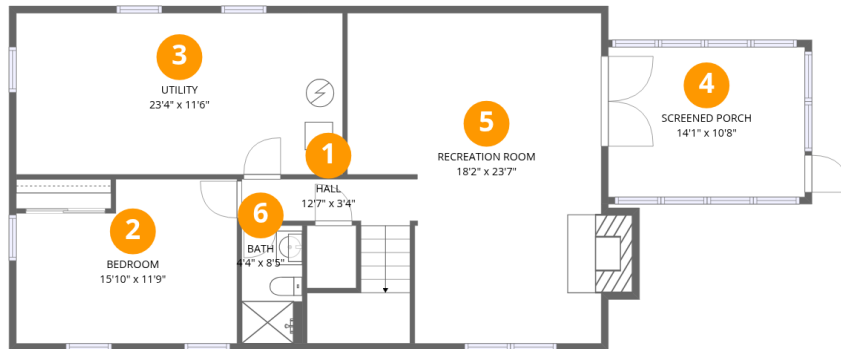 3
UTILITY
23'4" x 11'6"
4
SCREENED PORCH
14'1" x 10'8"
5
RECREATION ROOM
18'2" x 23'7"
1
HALL
12'7" x 3'4"
2
BEDROOM
15'10" x 11'9"
6
BATH
4'4" x 8'5"